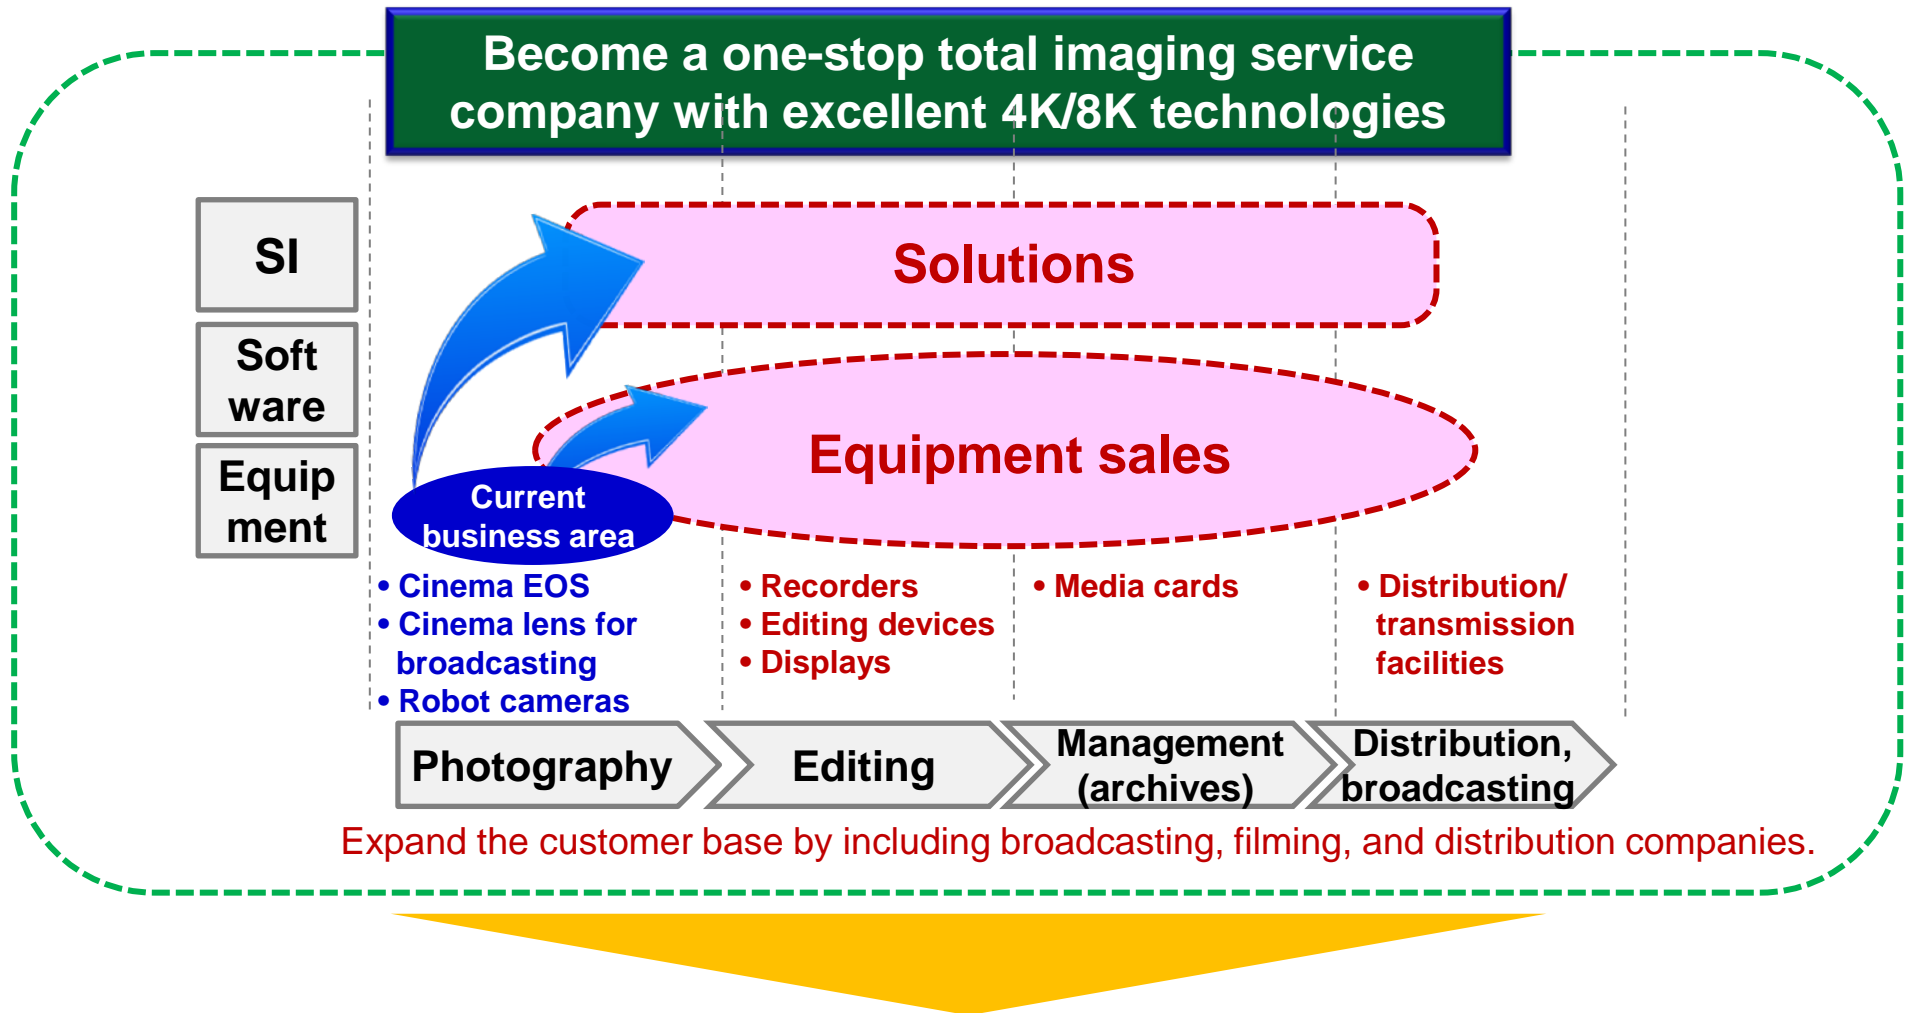 Become a one-stop total imaging service
company with excellent 4K/8K technologies
SI
Solutions
Soft
ware
Equipment sales
Equip
ment
Current
business area
• Cinema EOS
• Cinema lens for
broadcasting
• Robot cameras
• Recorders
• Editing devices
• Displays
• Media cards
• Distribution/
transmission
facilities
Photography
Editing
Management
(archives)
Distribution,
broadcasting
Expand the customer base by including broadcasting, filming, and distribution companies.